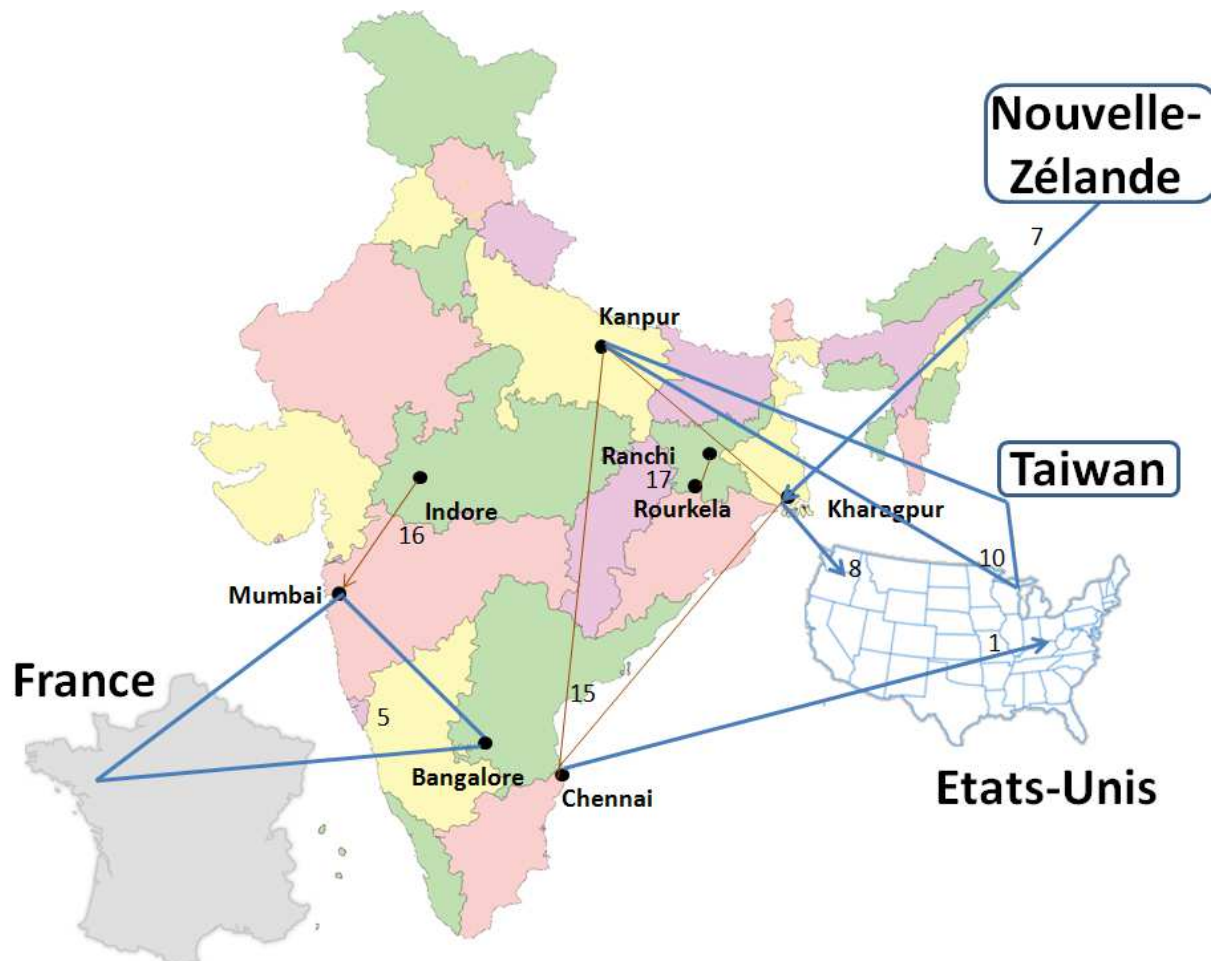 Nouvelle-
Zélande
7
Kanpur
Ranchi
17
Rourkela
Taiwan
Kharagpur
Indore
16
10
8
Mumbai
1
France
15
5
Bangalore
Chennai
Etats-Unis